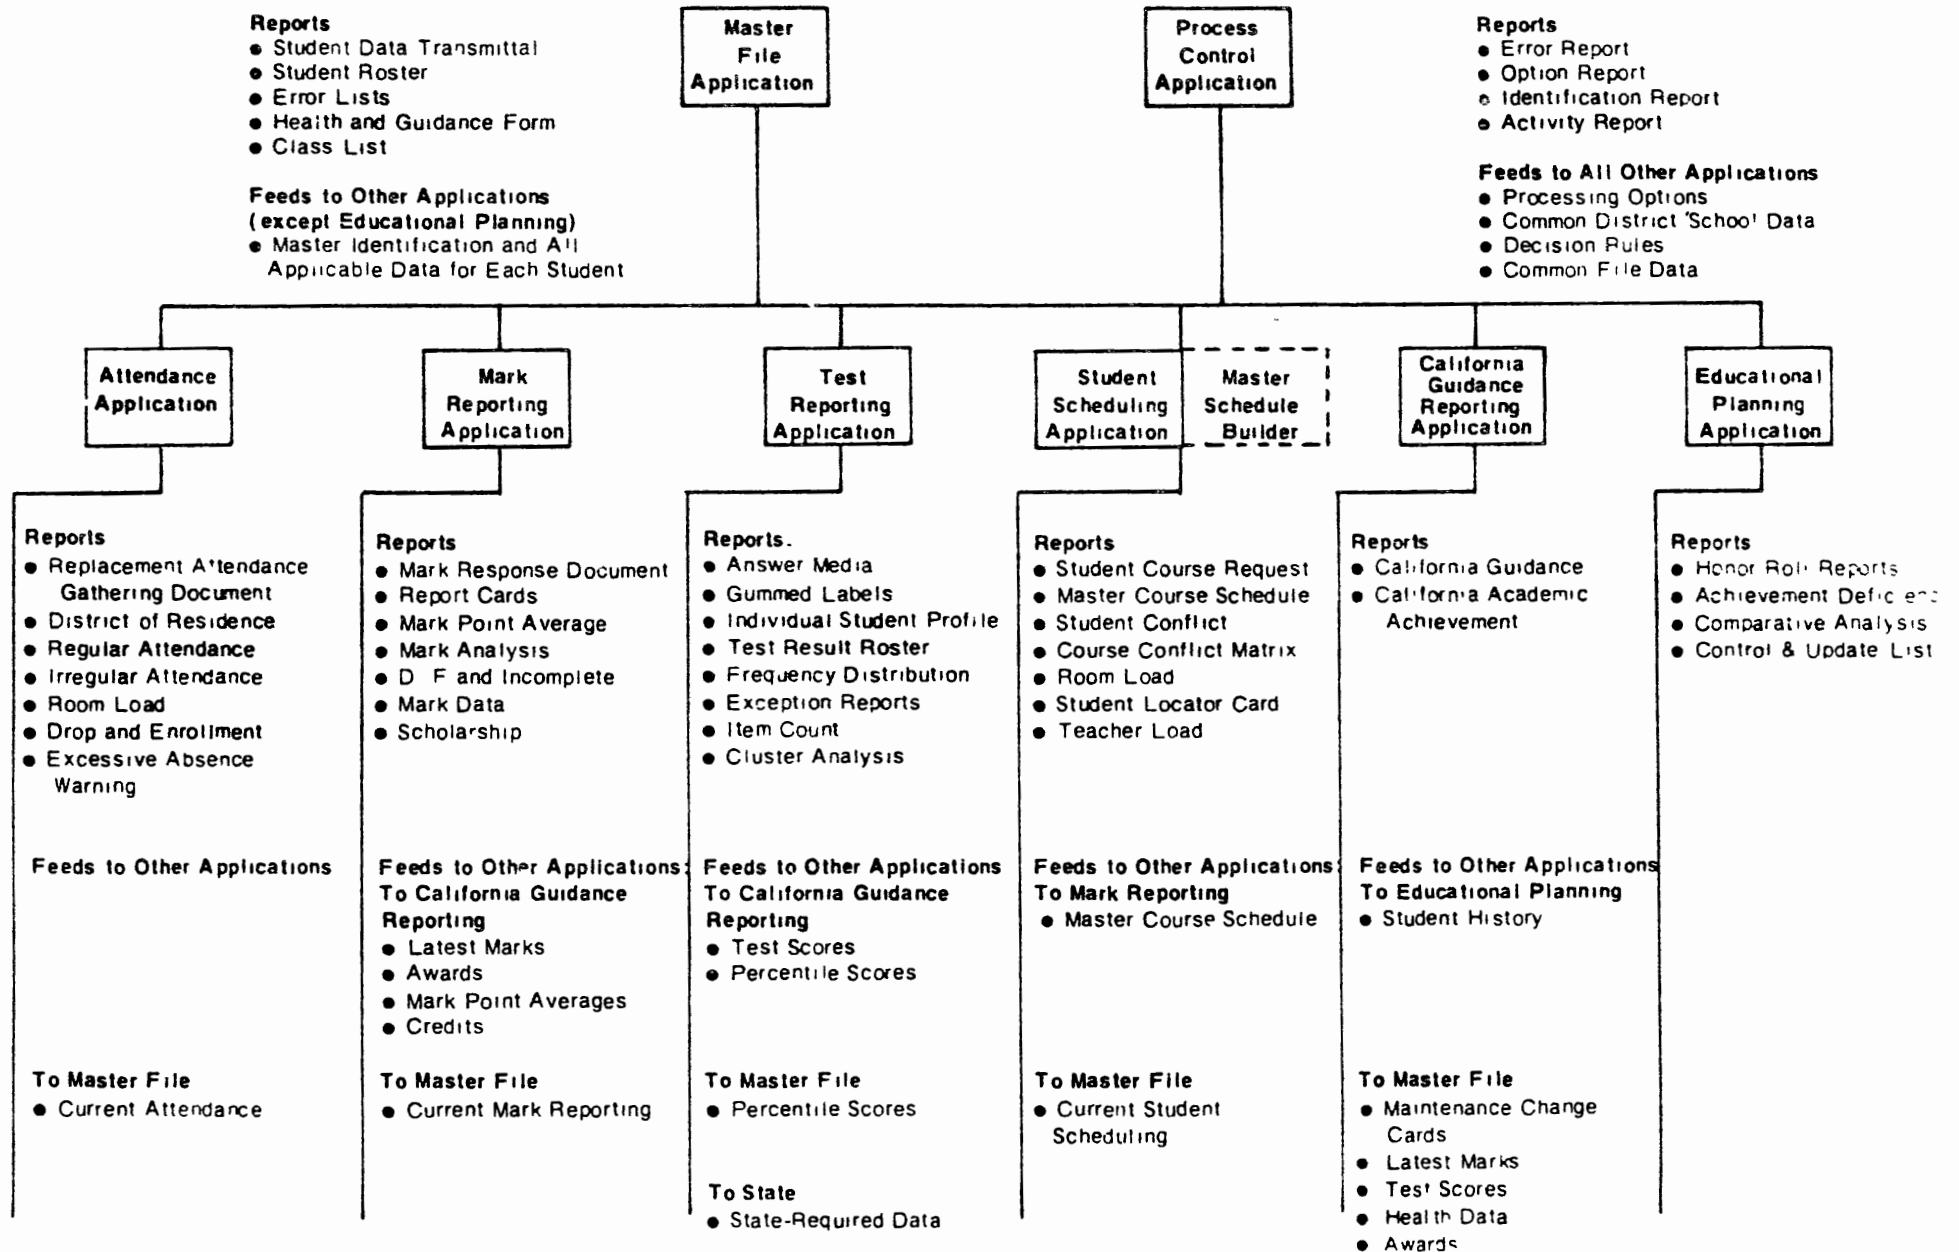 Reports
● Student Data Transmittal
● Student Roster
● Error Lists
● Health and Guidance Form
● Class List
Feeds to Other Applications
(except Educational Planning)
● Master Identification and All
Applicable Data for Each Student
Master
File
Application
Process
Control
Application
Reports
● Error Report
● Option Report
● Identification Report
● Activity Report
Feeds to All Other Applications
● Processing Options
● Common District School Data
● Decision Rules
● Common File Data
Attendance
Application
Mark
Reporting
Application
Test
Reporting
Application
Student
Scheduling
Application
Master
Schedule
Builder
California
Guidance
Reporting
Application
Educational
Planning
Application
Reports
● Replacement Attendance
Gathering Document
● District of Residence
● Regular Attendance
● Irregular Attendance
● Room Load
● Drop and Enrollment
● Excessive Absence
Warning
Feeds to Other Applications
To Master File
● Current Attendance
Reports
● Mark Response Document
● Report Cards
● Mark Point Average
● Mark Analysis
● D F and Incomplete
● Mark Data
● Scholarship
Feeds to Other Applications:
To California Guidance
Reporting
● Latest Marks
● Awards
● Mark Point Averages
● Credits
To Master File
● Current Mark Reporting
Reports.
● Answer Media
● Gummed Labels
● Individual Student Profile
● Test Result Roster
● Frequency Distribution
● Exception Reports
● Item Count
● Cluster Analysis
Feeds to Other Applications
To California Guidance
Reporting
● Test Scores
● Percentile Scores
To Master File
● Percentile Scores
To State
● State-Required Data
Reports
● Student Course Request
● Master Course Schedule
● Student Conflict
● Course Conflict Matrix
● Room Load
● Student Locator Card
● Teacher Load
Feeds to Other Applications:
To Mark Reporting
● Master Course Schedule
To Master File
● Current Student
Scheduling
Reports
● California Guidance
● California Academic
Achievement
Feeds to Other Applications
To Educational Planning
● Student History
To Master File
● Maintenance Change
Cards
● Latest Marks
● Test Scores
● Health Data
● Awards
Reports
● Honor Roll Reports
● Achievement
● Comparative Analysis
● Control & Update List